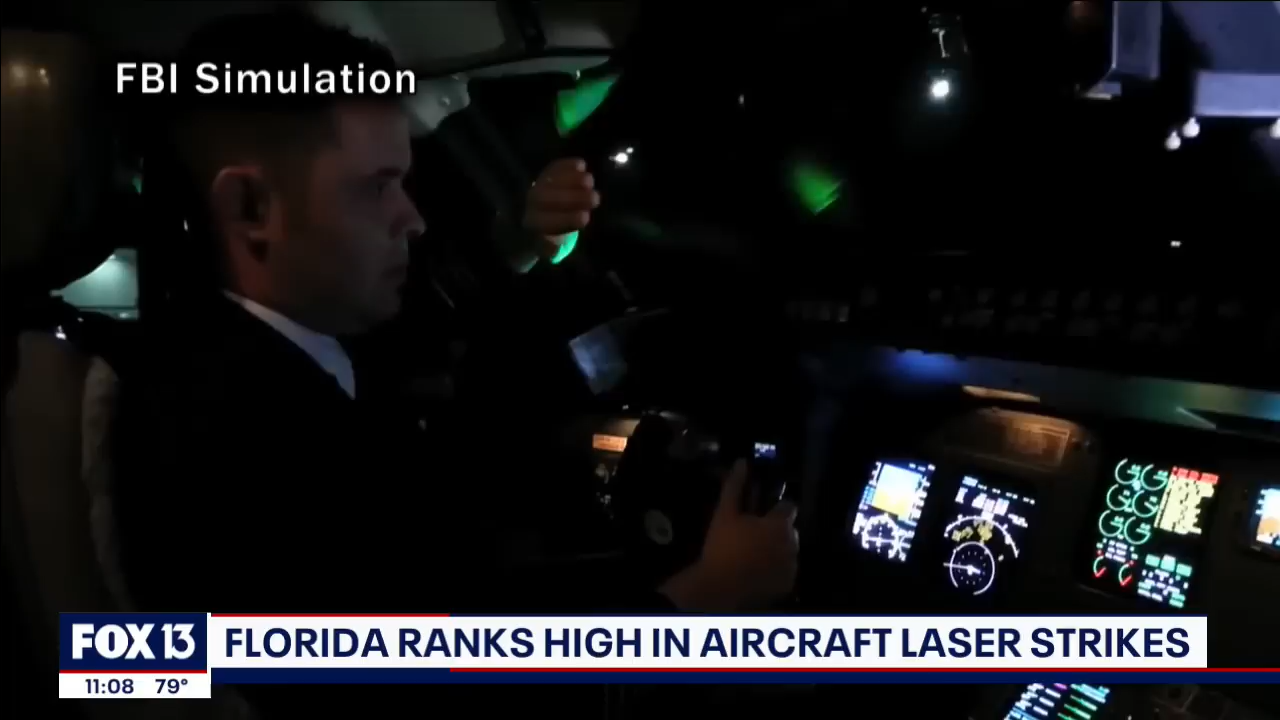 FBI Simulation
FOX 13
FLORIDA RANKS HIGH IN AIRCRAFT LASER STRIKES
11:08 79°